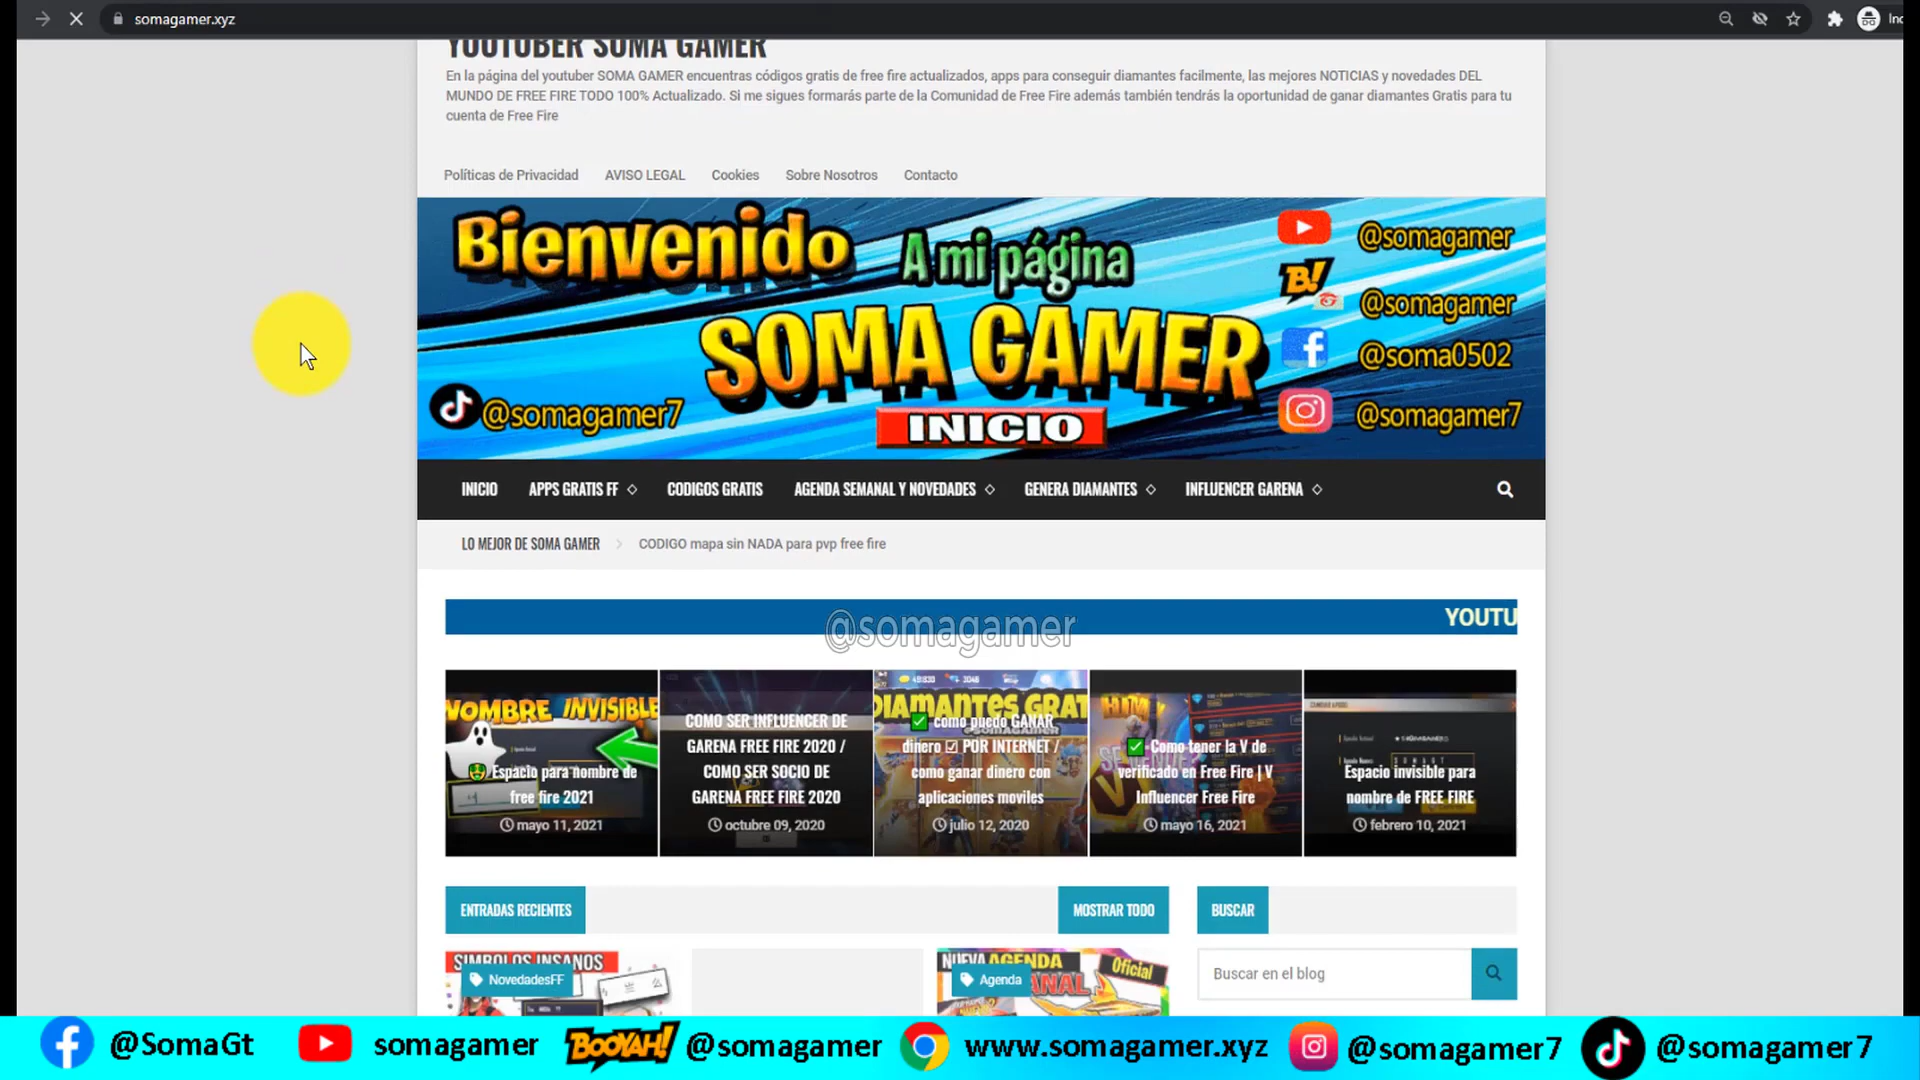 somagamer.xyz
YOUTUBER SOMA GAMER
En la página del youtuber SOMA GAMER encuentras códigos gratis de free fire actualizados, apps para conseguir diamantes facilmente, las mejores NOTICIAS y novedades DEL
MUNDO DE FREE FIRE TODO 100% Actualizado. Si me sigues formarás parte de la Comunidad de Free Fire además también tendrás la oportunidad de ganar diamantes Gratis para tu
cuenta de Free Fire
Políticas de Privacidad AVISO LEGAL Cookies Sobre Nosotros Contacto
Bienvenido A mi página
SOMA GAMER
INICIO
@somagamer7
@somagamer
@somagamer
@soma0502
@somagamer7
INICIO APPS GRATIS FF CODIGOS GRATIS AGENDA SEMANAL Y NOVEDADES GENERA DIAMANTES INFLUENCER GARENA
LO MEJOR DE SOMA GAMER CODIGO mapa sin NADA para pvp free fire
YOUTU
@somagamer
NOMBRE INVISIBLE
Espacio para nombre de
free fire 2021
mayo 11, 2021
COMO SER INFLUENCER DE
GARENA FREE FIRE 2020 /
COMO SER SOCIO DE
GARENA FREE FIRE 2020
octubre 09, 2020
DIAMANTES GRAT
✅ como puedo GANAR
dinero ☑ POR INTERNET /
como ganar dinero con
aplicaciones moviles
julio 12, 2020
✅ Como tener la V de
verificado en Free Fire | V
Influencer Free Fire
mayo 16, 2021
Espacio invisible para
nombre de FREE FIRE
febrero 10, 2021
ENTRADAS RECIENTES MOSTRAR TODO BUSCAR
SIMBOLOS INSANOS
NovedadesFF
NUEVA AGENDA
Oficial
Agenda
Buscar en el blog
@SomaGt somagamer BOOYAH! @somagamer www.somagamer.xyz @somagamer7 @somagamer7